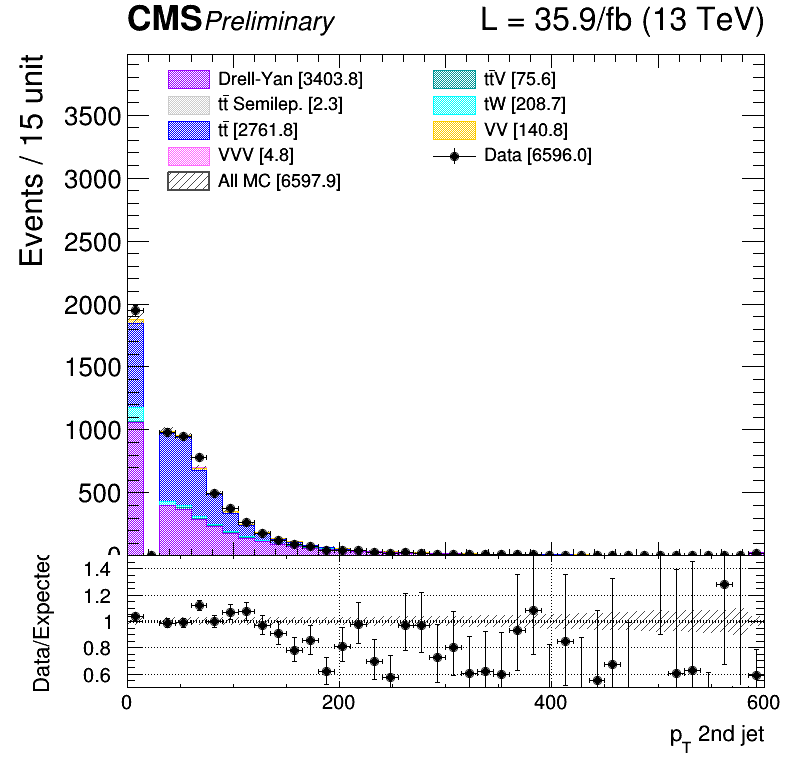 CMS Preliminary L = 35.9/fb (13 TeV)
Events / 15 unit
Drell-Yan [3403.8]
tt̄ Semilep. [2.3]
tt̄ [2761.8]
VVV [4.8]
All MC [6597.9]
tt̄V [75.6]
tW [208.7]
VV [140.8]
Data [6596.0]
3500
3000
2500
2000
1500
1000
500
0
Data/Expected
1.4
1.2
1
0.8
0.6
0 200 400 600
p_T 2nd jet